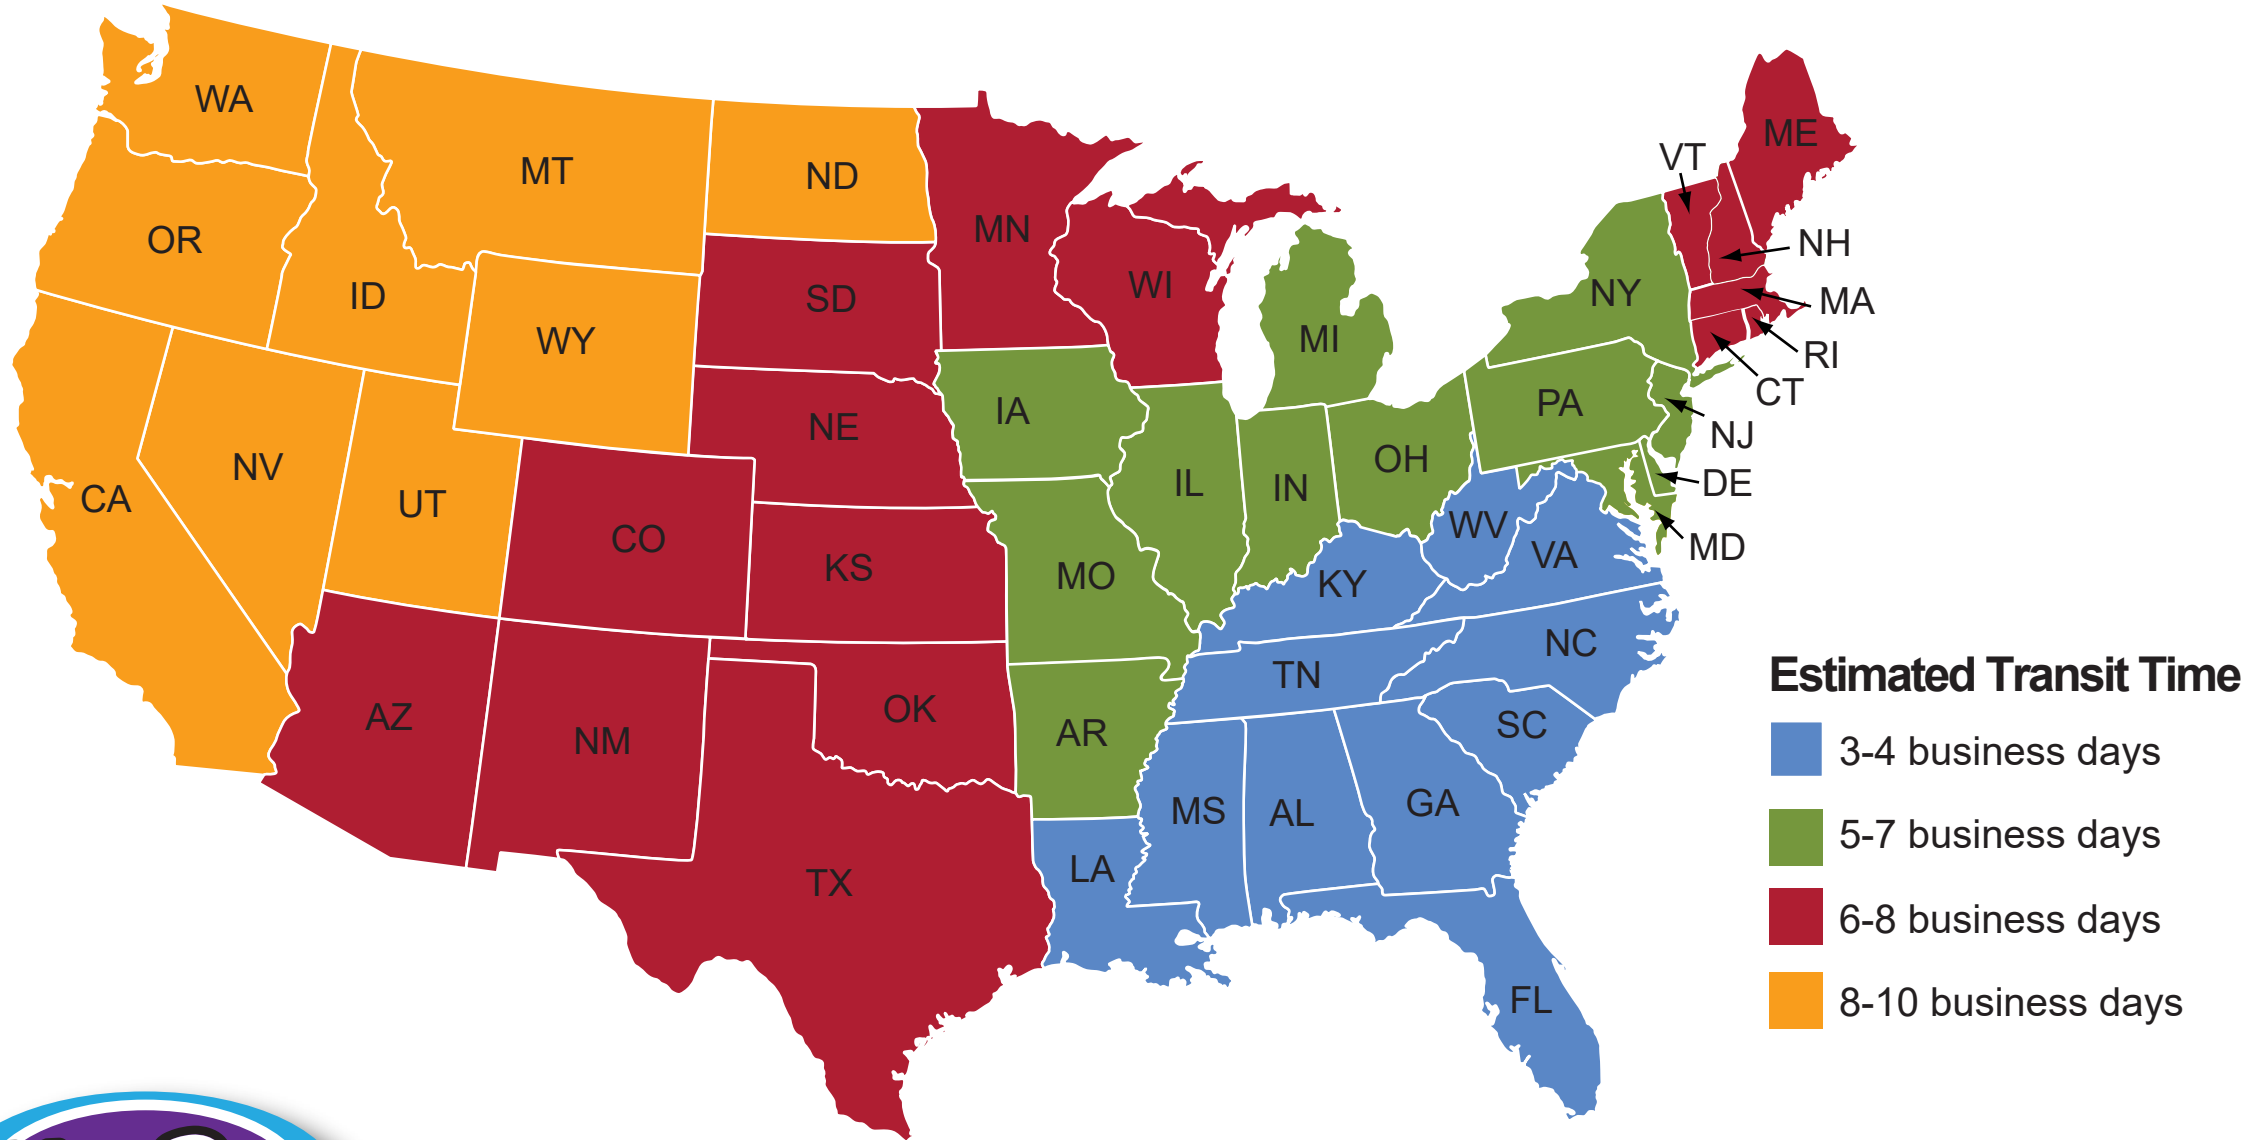 WA
MT
ND
OR
ID
MN
WY
SD
WI
MI
NY
VT
ME
NH
MA
RI
CT
NJ
DE
MD
PA
NE
IA
IL
IN
OH
NV
CA
UT
CO
KS
MO
WV
VA
KY
NC
TN
AZ
NM
OK
AR
SC
MS
AL
GA
TX
LA
FL
Estimated Transit Time
3-4 business days
5-7 business days
6-8 business days
8-10 business days